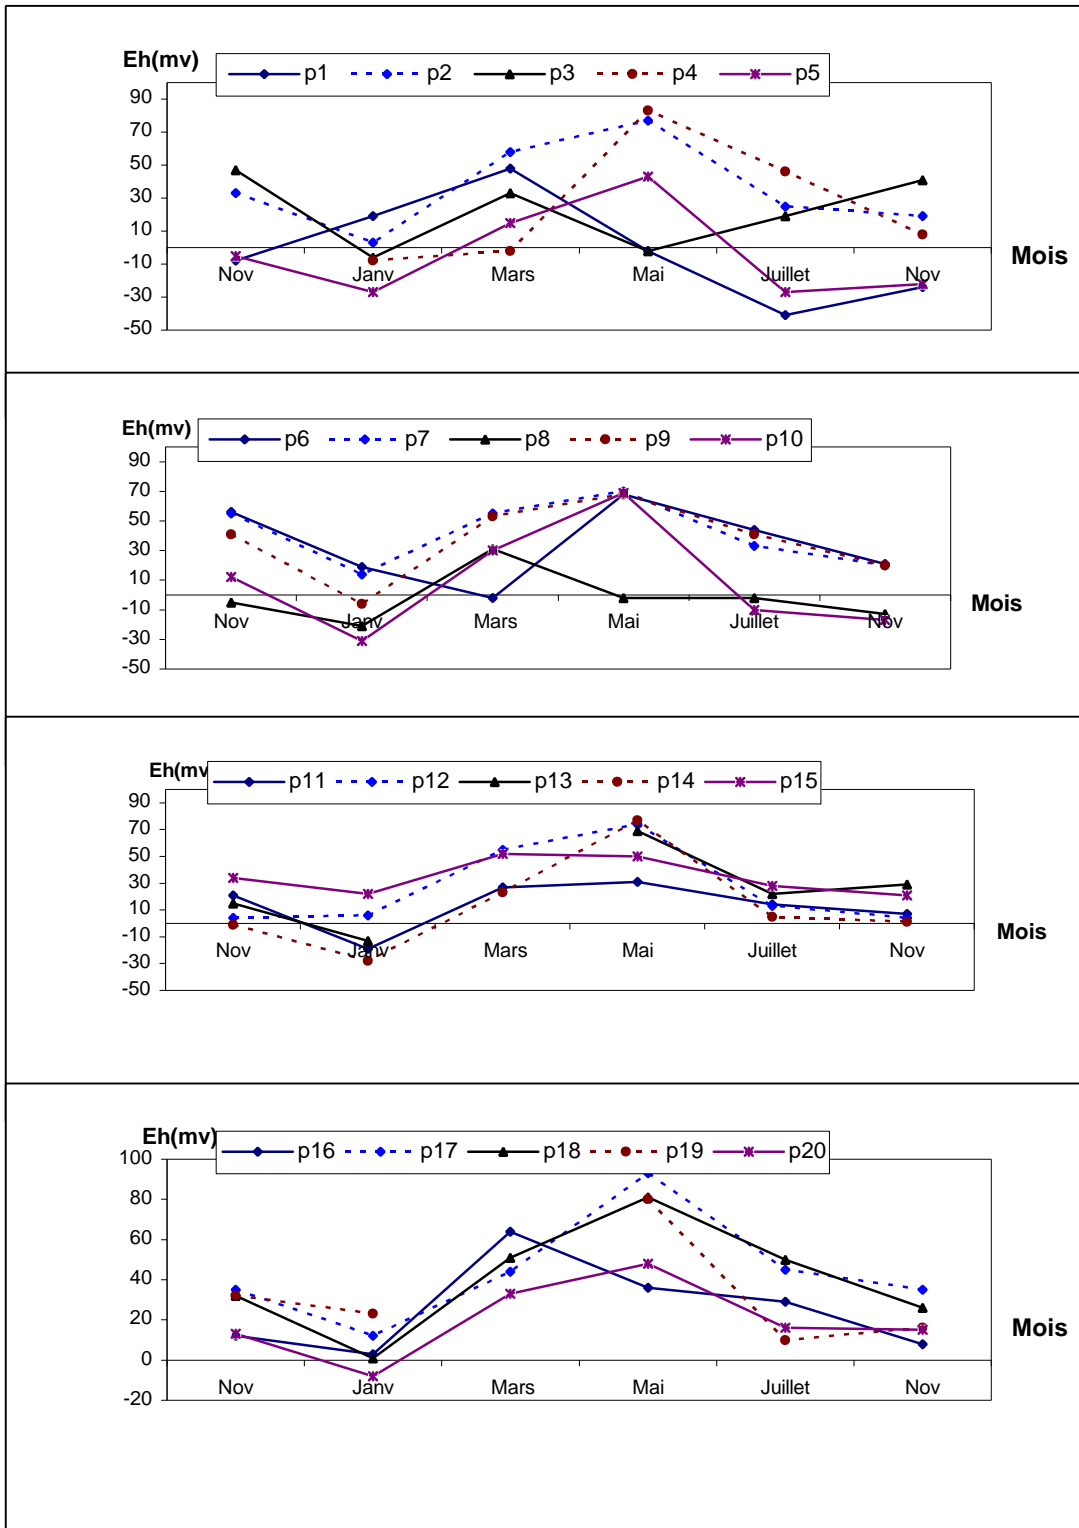 Eh(mv)
p1 p2 p3 p4 p5
90
70
50
30
10
-10
-30
-50
Nov Janv Mars Mai Juillet Nov
Mois
Eh(mv)
p6 p7 p8 p9 p10
90
70
50
30
10
-10
-30
-50
Nov Janv Mars Mai Juillet Nov
Mois
Eh(mv
p11 p12 p13 p14 p15
90
70
50
30
10
-10
-30
-50
Nov Janv Mars Mai Juillet Nov
Mois
Eh(mv)
p16 p17 p18 p19 p20
100
80
60
40
20
0
-20
Nov Janv Mars Mai Juillet Nov
Mois